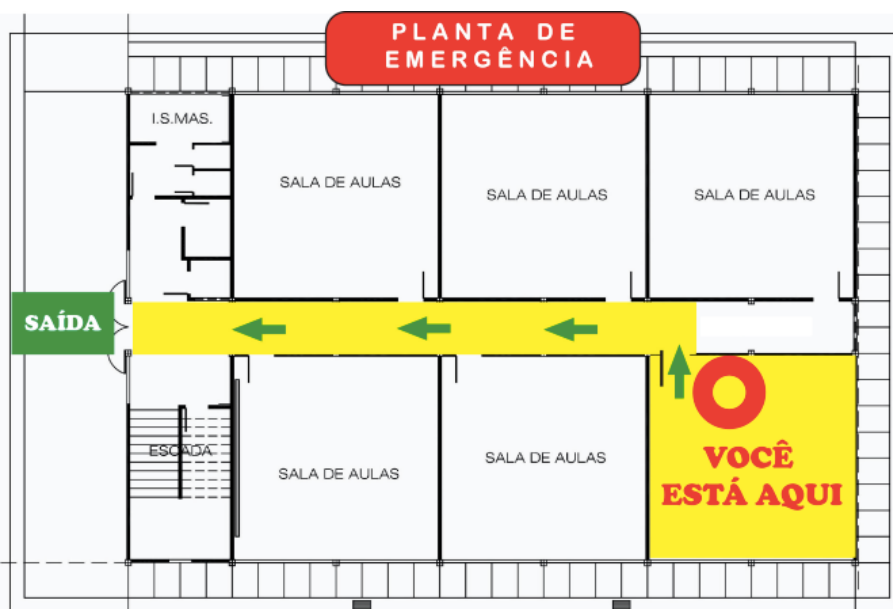 PLANTA DE
EMERGÊNCIA
I.S.MAS.
SALA DE AULAS
SALA DE AULAS
SALA DE AULAS
SAÍDA
ESCADA
SALA DE AULAS
SALA DE AULAS
VOCÊ
ESTÁ AQUI